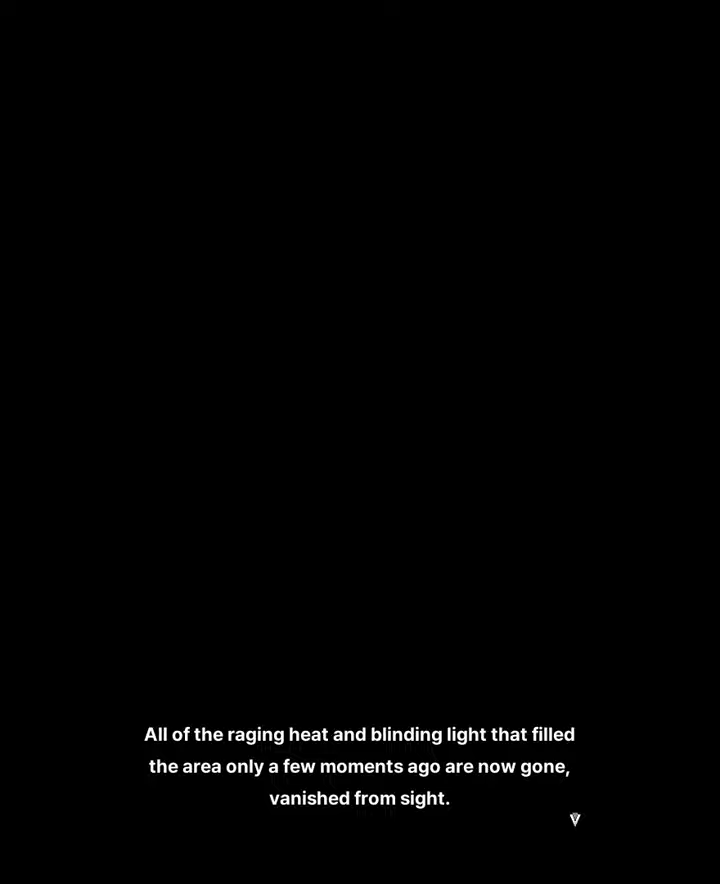 All of the raging heat and blinding light that filled
the area only a few moments ago are now gone,
vanished from sight.